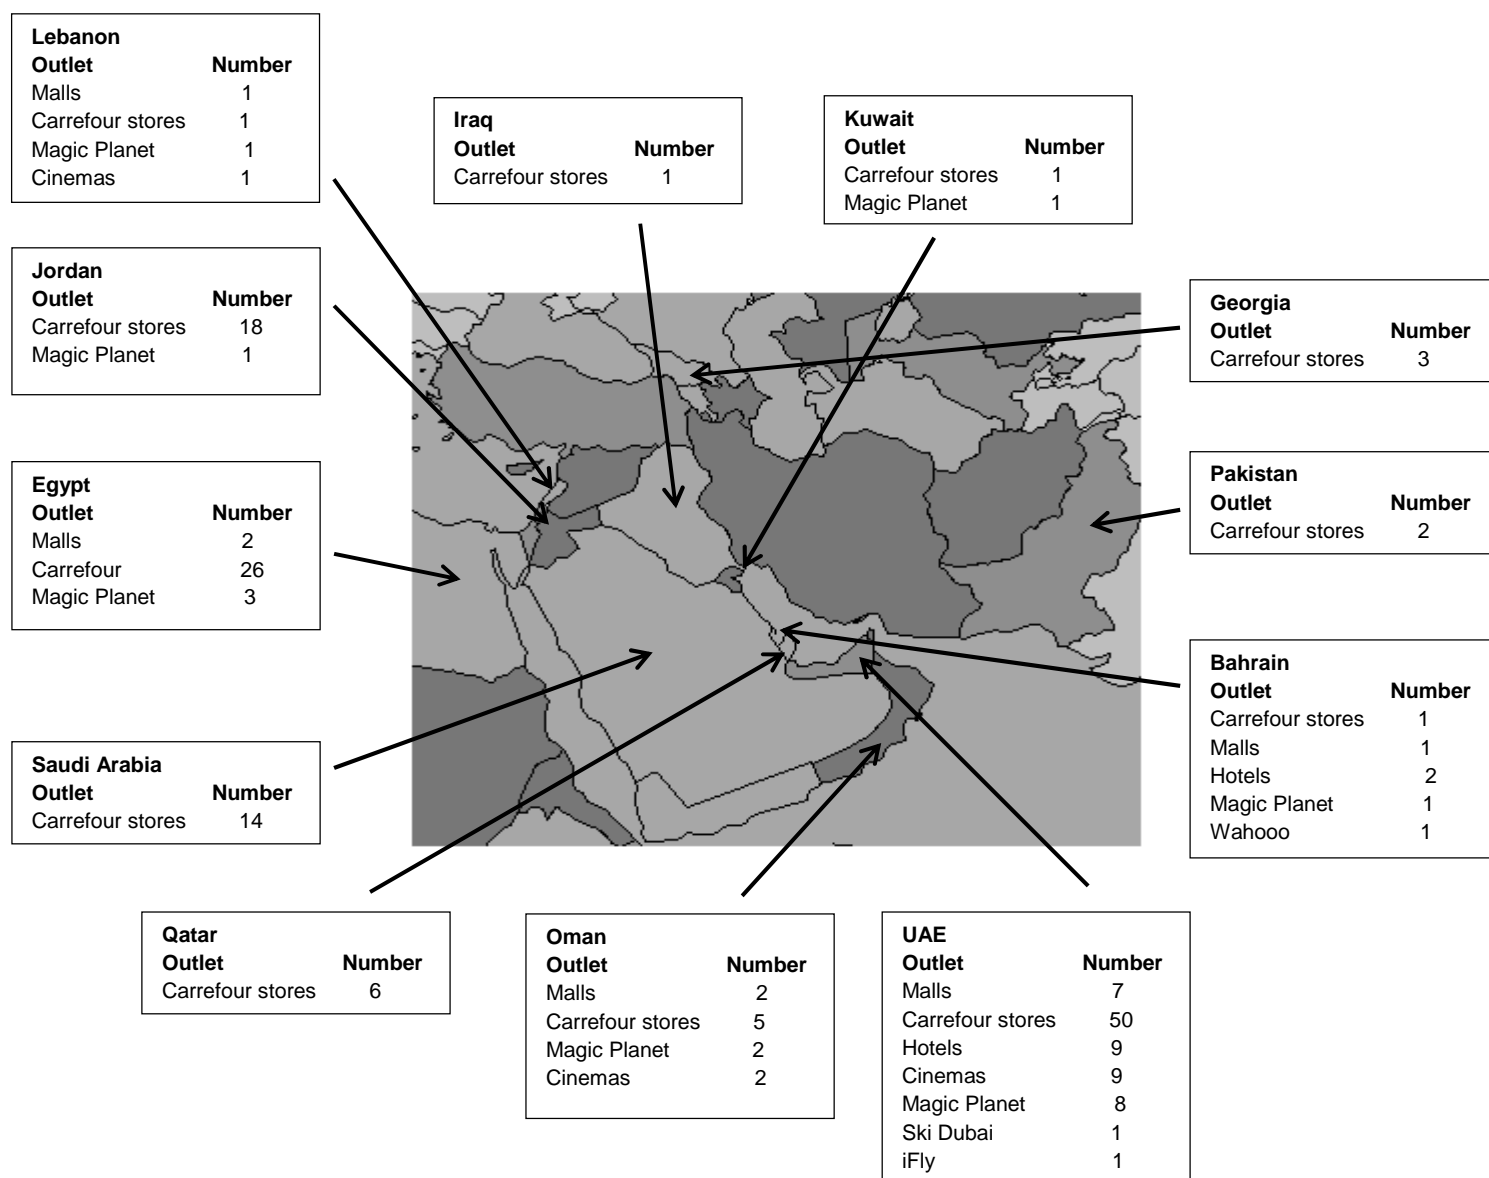 Lebanon
Outlet Number
Malls 1
Carrefour stores 1
Magic Planet 1
Cinemas 1
Iraq
Outlet Number
Carrefour stores 1
Kuwait
Outlet Number
Carrefour stores 1
Magic Planet 1
Jordan
Outlet Number
Carrefour stores 18
Magic Planet 1
Georgia
Outlet Number
Carrefour stores 3
Egypt
Outlet Number
Malls 2
Carrefour 26
Magic Planet 3
Pakistan
Outlet Number
Carrefour stores 2
Bahrain
Outlet Number
Carrefour stores 1
Malls 1
Hotels 2
Magic Planet 1
Wahooo 1
Saudi Arabia
Outlet Number
Carrefour stores 14
Qatar
Outlet Number
Carrefour stores 6
Oman
Outlet Number
Malls 2
Carrefour stores 5
Magic Planet 2
Cinemas 2
UAE
Outlet Number
Malls 7
Carrefour stores 50
Hotels 9
Cinemas 9
Magic Planet 8
Ski Dubai 1
iFly 1